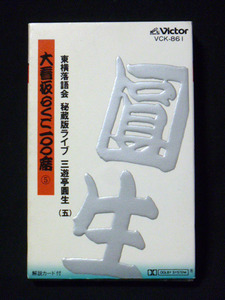 Victor
VCK-861
大看板らくご100席
⑤
東横落語会 秘蔵版ライブ 三遊亭圓生(五)
圓生
解説カード付
DOLBY SYSTEM